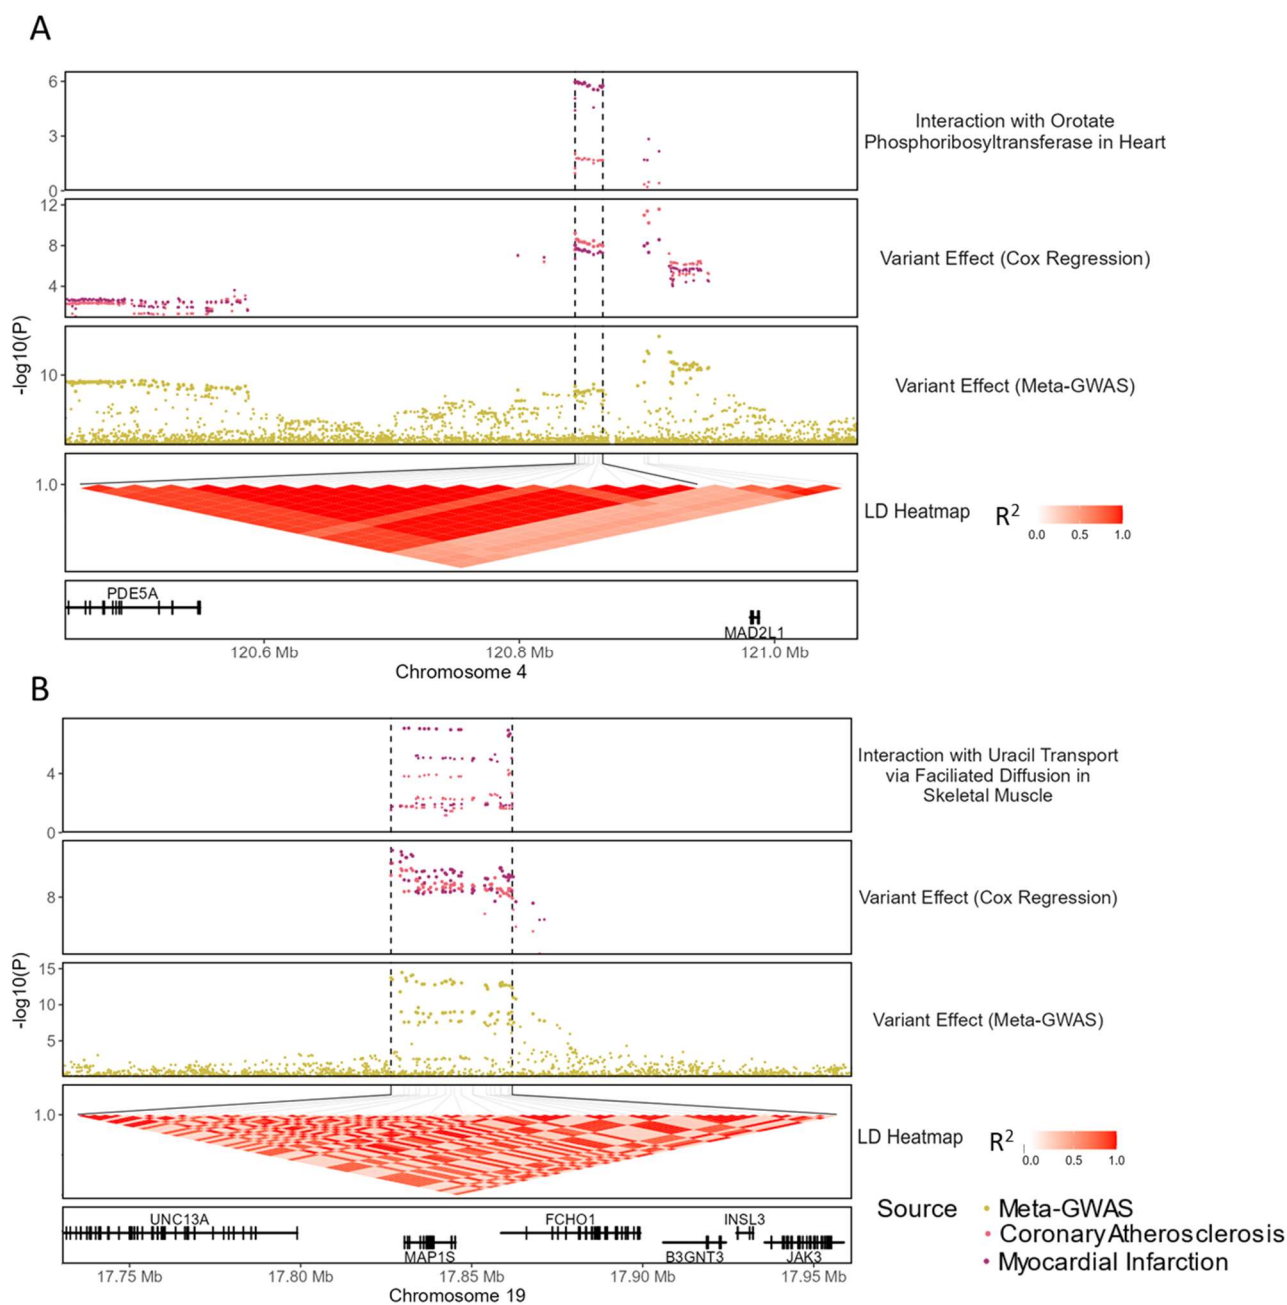 A
6
3
0
Interaction with Orotate
Phosphoribosyltransferase in Heart
12
8
4
Variant Effect (Cox Regression)
-log10(P)
10
Variant Effect (Meta-GWAS)
1.0
LD Heatmap R²
0.0 0.5 1.0
PDE5A
MAD2L1
120.6 Mb 120.8 Mb 121.0 Mb
Chromosome 4
B
4
0
Interaction with Uracil Transport
via Faciliated Diffusion in
Skeletal Muscle
8
Variant Effect (Cox Regression)
-log10(P)
15
10
5
Variant Effect (Meta-GWAS)
1.0
LD Heatmap R²
0.0 0.5 1.0
UNC13A FCHO1 INSL3
MAP1S B3GNT3 JAK3
17.75 Mb 17.80 Mb 17.85 Mb 17.90 Mb 17.95 Mb
Chromosome 19
Source
Meta-GWAS
Coronary Atherosclerosis
Myocardial Infarction